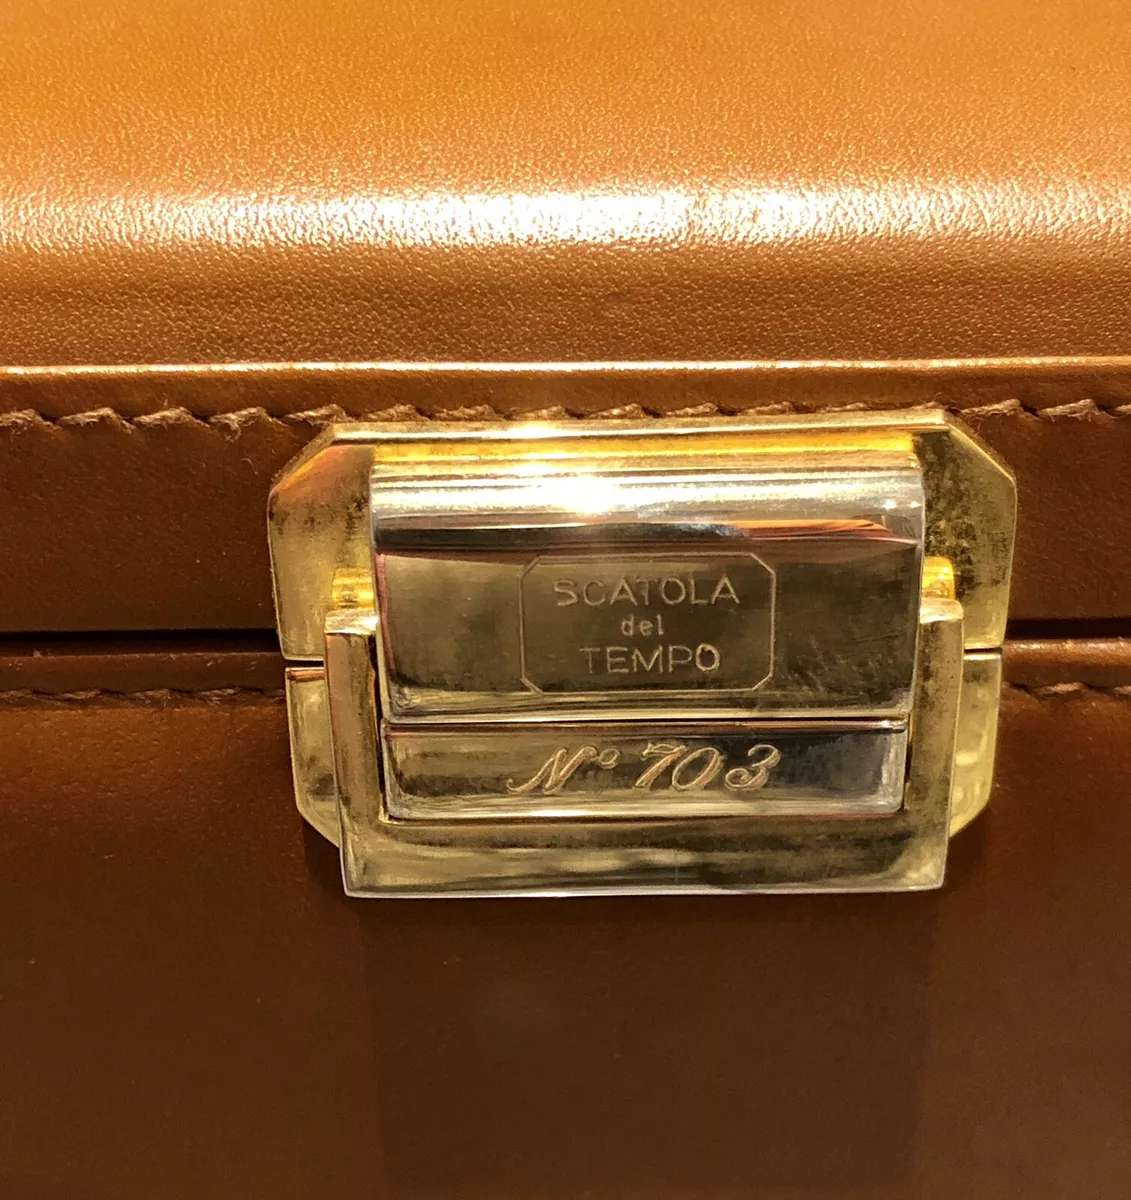 SCATOLA
del
TEMPO
Nº 703